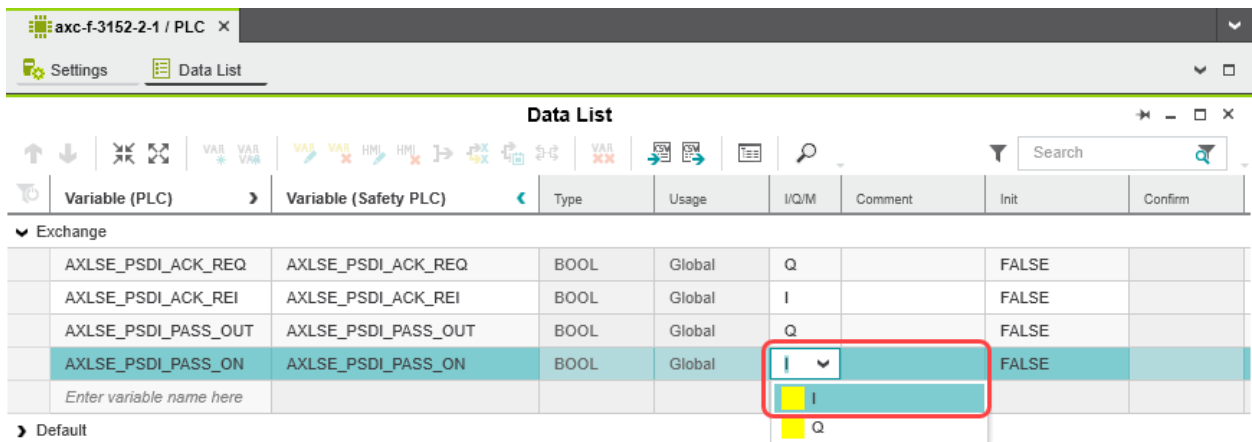 axc-f-3152-2-1 / PLC
Settings Data List
Data List
Search
Variable (PLC) Variable (Safety PLC) Type Usage I/Q/M Comment Init Confirm
Exchange
AXLSE_PSDI_ACK_REQ AXLSE_PSDI_ACK_REQ BOOL Global Q FALSE
AXLSE_PSDI_ACK_REI AXLSE_PSDI_ACK_REI BOOL Global I FALSE
AXLSE_PSDI_PASS_OUT AXLSE_PSDI_PASS_OUT BOOL Global Q FALSE
AXLSE_PSDI_PASS_ON AXLSE_PSDI_PASS_ON BOOL Global I FALSE
Enter variable name here I
Default Q